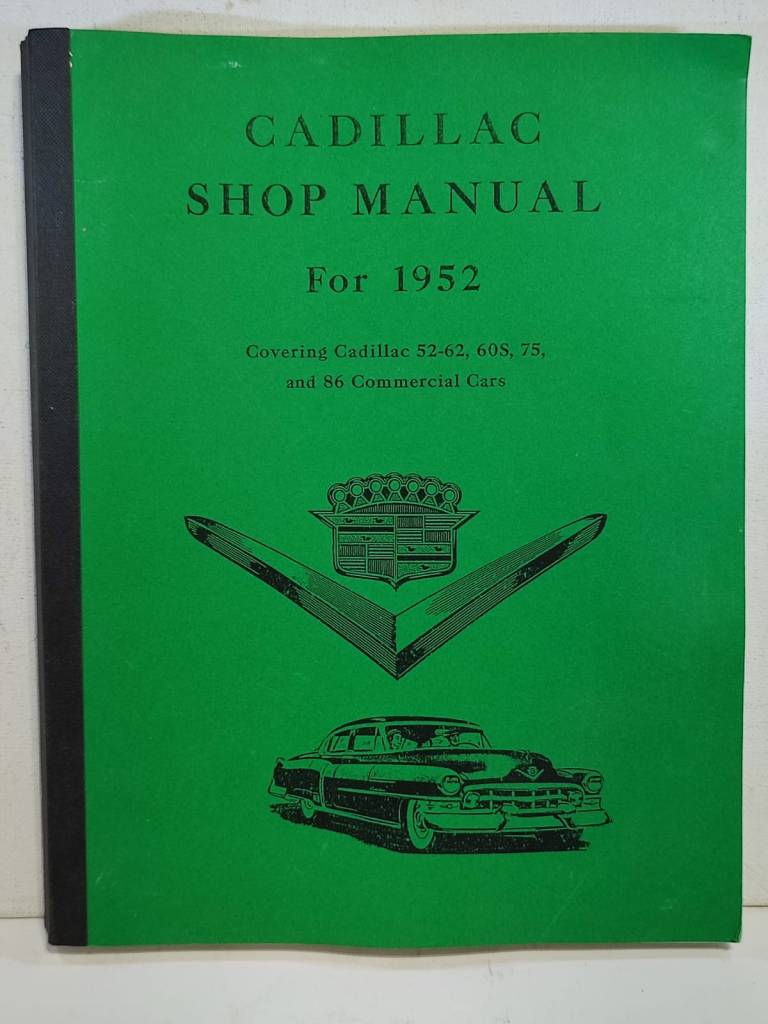 CADILLAC
SHOP MANUAL
For 1952
Covering Cadillac 52-62, 60S, 75,
and 86 Commercial Cars